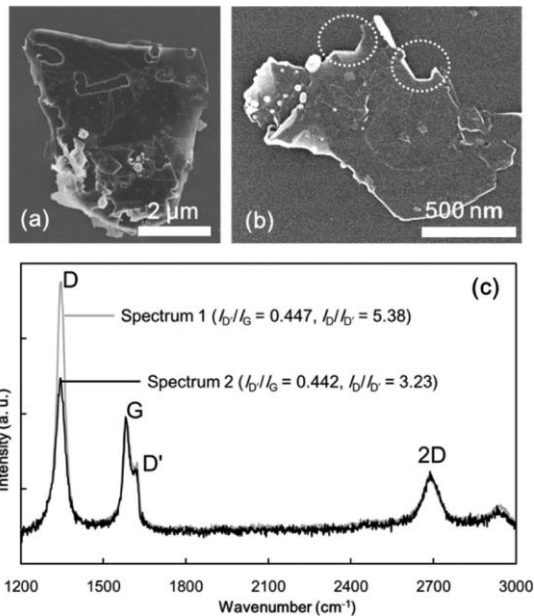 (a)
2 μm
(b)
500 nm
(c)
D
Spectrum 1 (I_D'/I_G = 0.447, I_D/I_D' = 5.38)
Spectrum 2 (I_D'/I_G = 0.442, I_D/I_D' = 3.23)
G
D'
2D
Intensity (a. u.)
1200 1500 1800 2100 2400 2700 3000
Wavenumber (cm⁻¹)